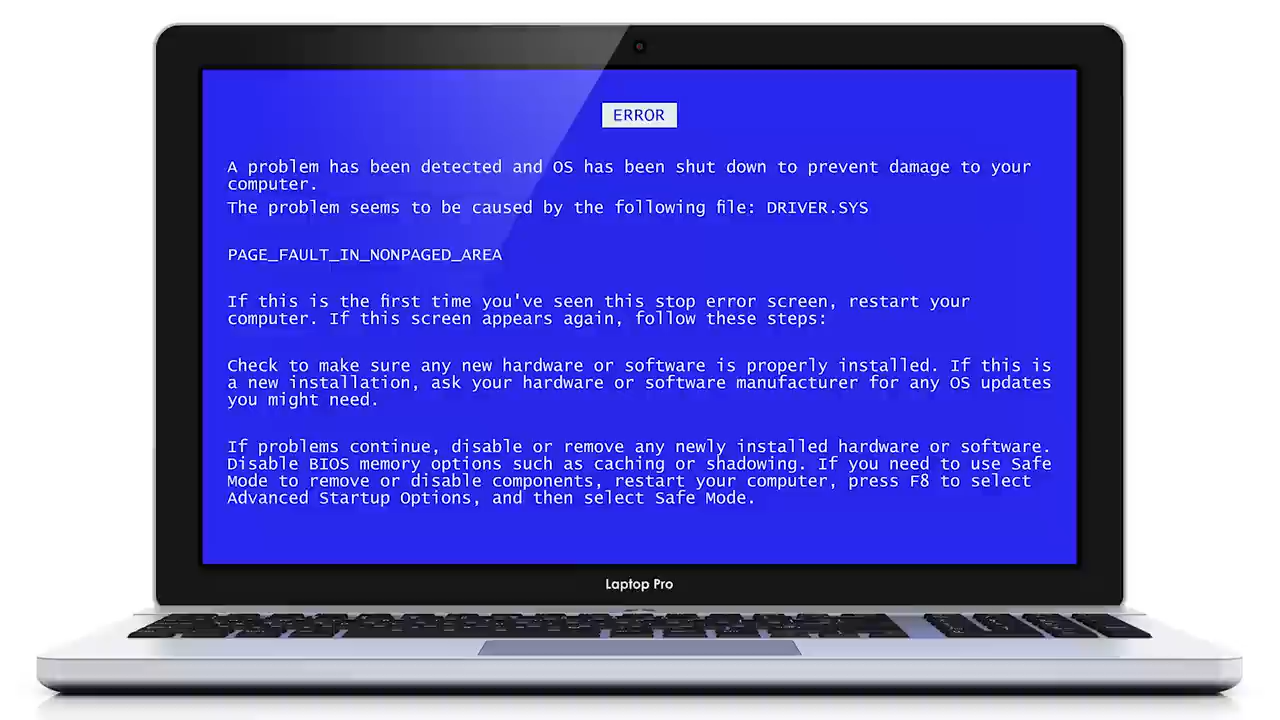 ERROR
A problem has been detected and OS has been shut down to prevent damage to your
computer.
The problem seems to be caused by the following file: DRIVER.SYS
PAGE_FAULT_IN_NONPAGED_AREA
If this is the first time you've seen this stop error screen, restart your
computer. If this screen appears again, follow these steps:
Check to make sure any new hardware or software is properly installed. If this is
a new installation, ask your hardware or software manufacturer for any OS updates
you might need.
If problems continue, disable or remove any newly installed hardware or software.
Disable BIOS memory options such as caching or shadowing. If you need to use Safe
Mode to remove or disable components, restart your computer, press F8 to select
Advanced Startup Options, and then select Safe Mode.
Laptop Pro